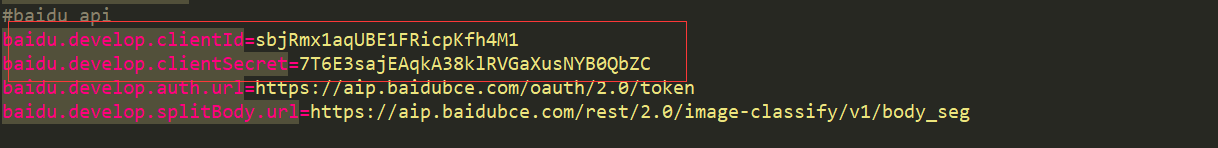 #baidu api
baidu.develop.clientId=sbjRmx1aqUBE1FRicpKfh4M1
baidu.develop.clientSecret=7T6E3sajEAqkA38klRVGaXusNYB0QbZC
baidu.develop.auth.url=https://aip.baidubce.com/oauth/2.0/token
baidu.develop.splitBody.url=https://aip.baidubce.com/rest/2.0/image-classify/v1/body_seg